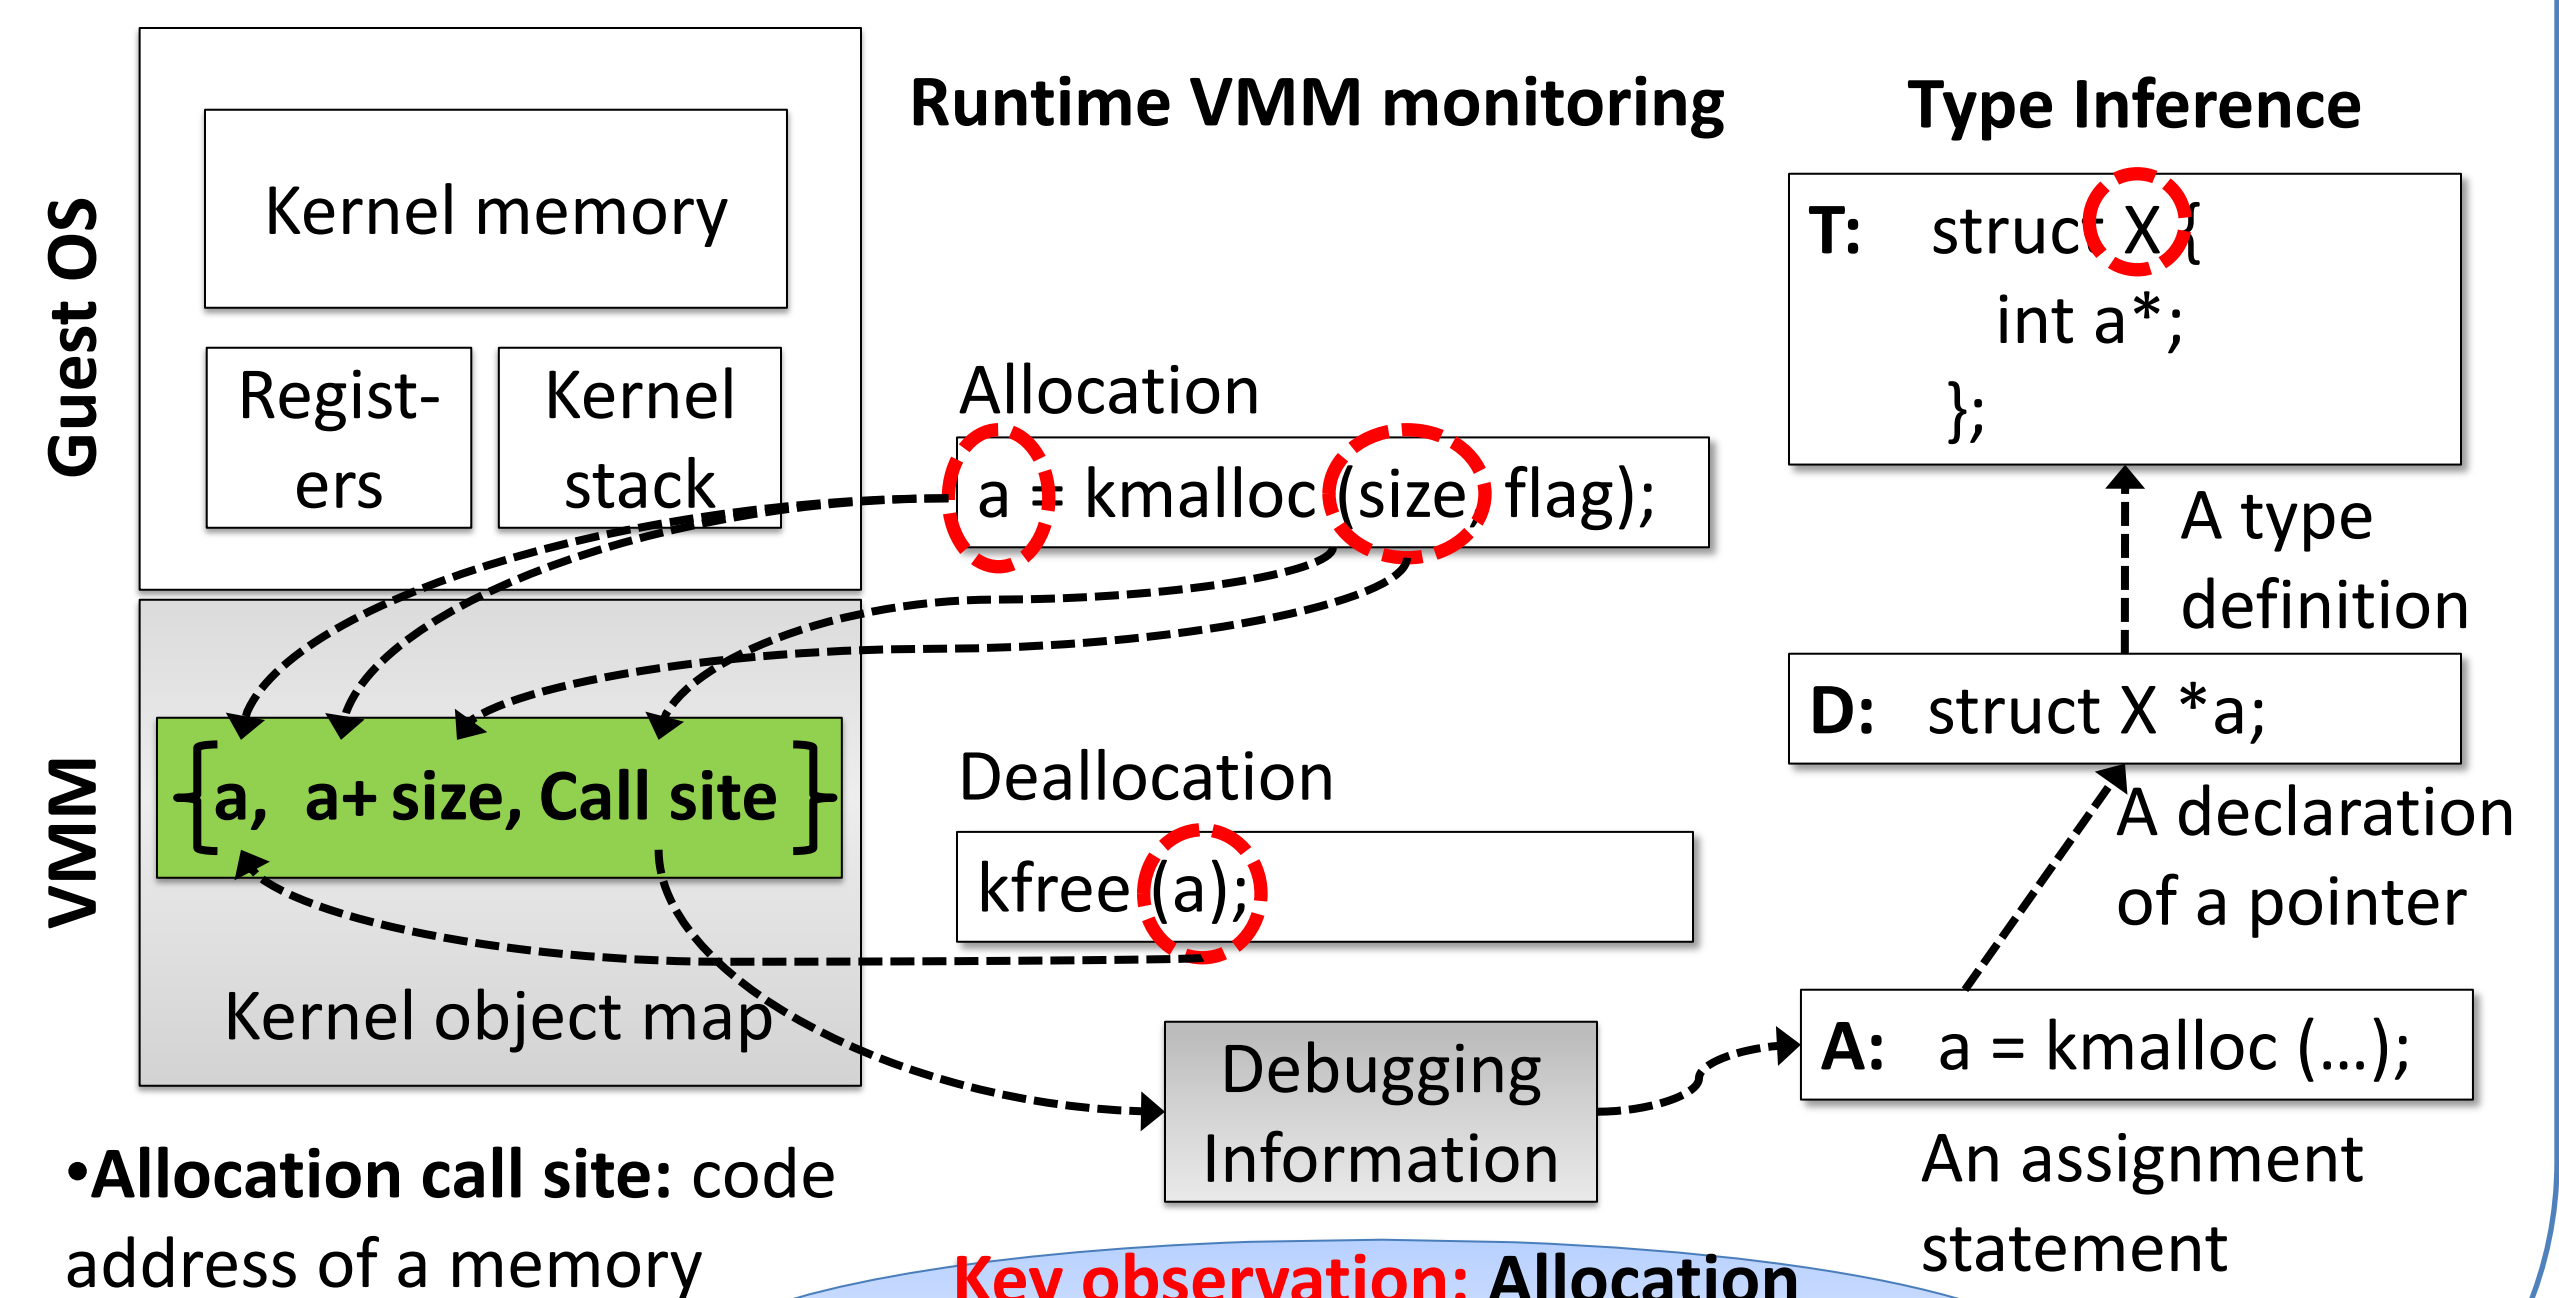 Guest OS
Kernel memory
Regist-
ers
Kernel
stack
VMM
{a, a+ size, Call site }
Kernel object map
•Allocation call site: code
address of a memory
Runtime VMM monitoring
Allocation
a = kmalloc (size, flag);
Deallocation
kfree (a);
Debugging
Information
Key observation: Allocation
Type Inference
T: struct X {
int a*;
};
A type
definition
D: struct X *a;
A declaration
of a pointer
A: a = kmalloc (…);
An assignment
statement